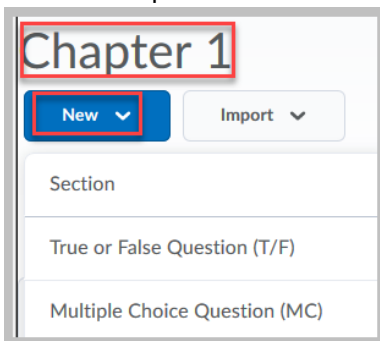 Chapter 1
New Import
Section
True or False Question (T/F)
Multiple Choice Question (MC)